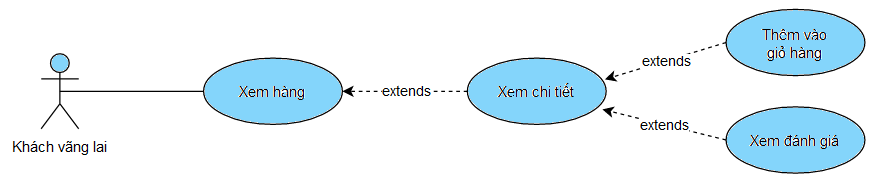 Khách vãng lai
Xem hàng
extends
Xem chi tiết
extends
Thêm vào
giỏ hàng
extends
Xem đánh giá